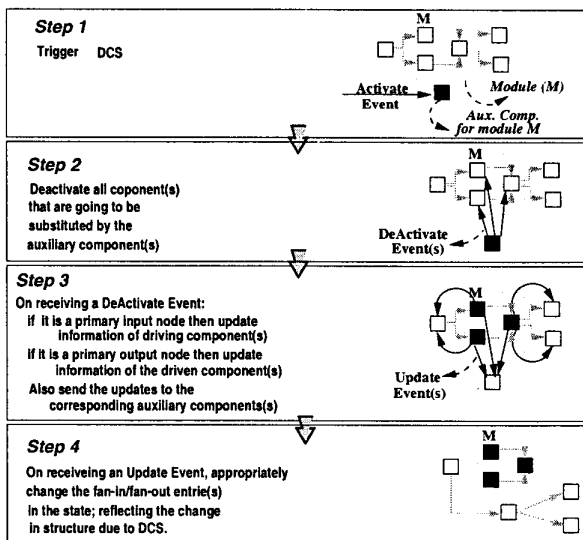 Step 1
Trigger DCS
M
Activate
Event
Module (M)
Aux. Comp.
for module M
Step 2
Deactivate all coponent(s)
that are going to be
substituted by the
auxiliary component(s)
M
DeActivate
Event(s)
Step 3
On receiving a DeActivate Event:
if it is a primary input node then update
information of driving component(s)
If it is a primary output node then update
information of the driven component(s)
Also send the updates to the
corresponding auxiliary components(s)
M
Update
Event(s)
Step 4
On receiveing an Update Event, appropriately
change the fan-in/fan-out entrie(s)
in the state; reflecting the change
in structure due to DCS.
M